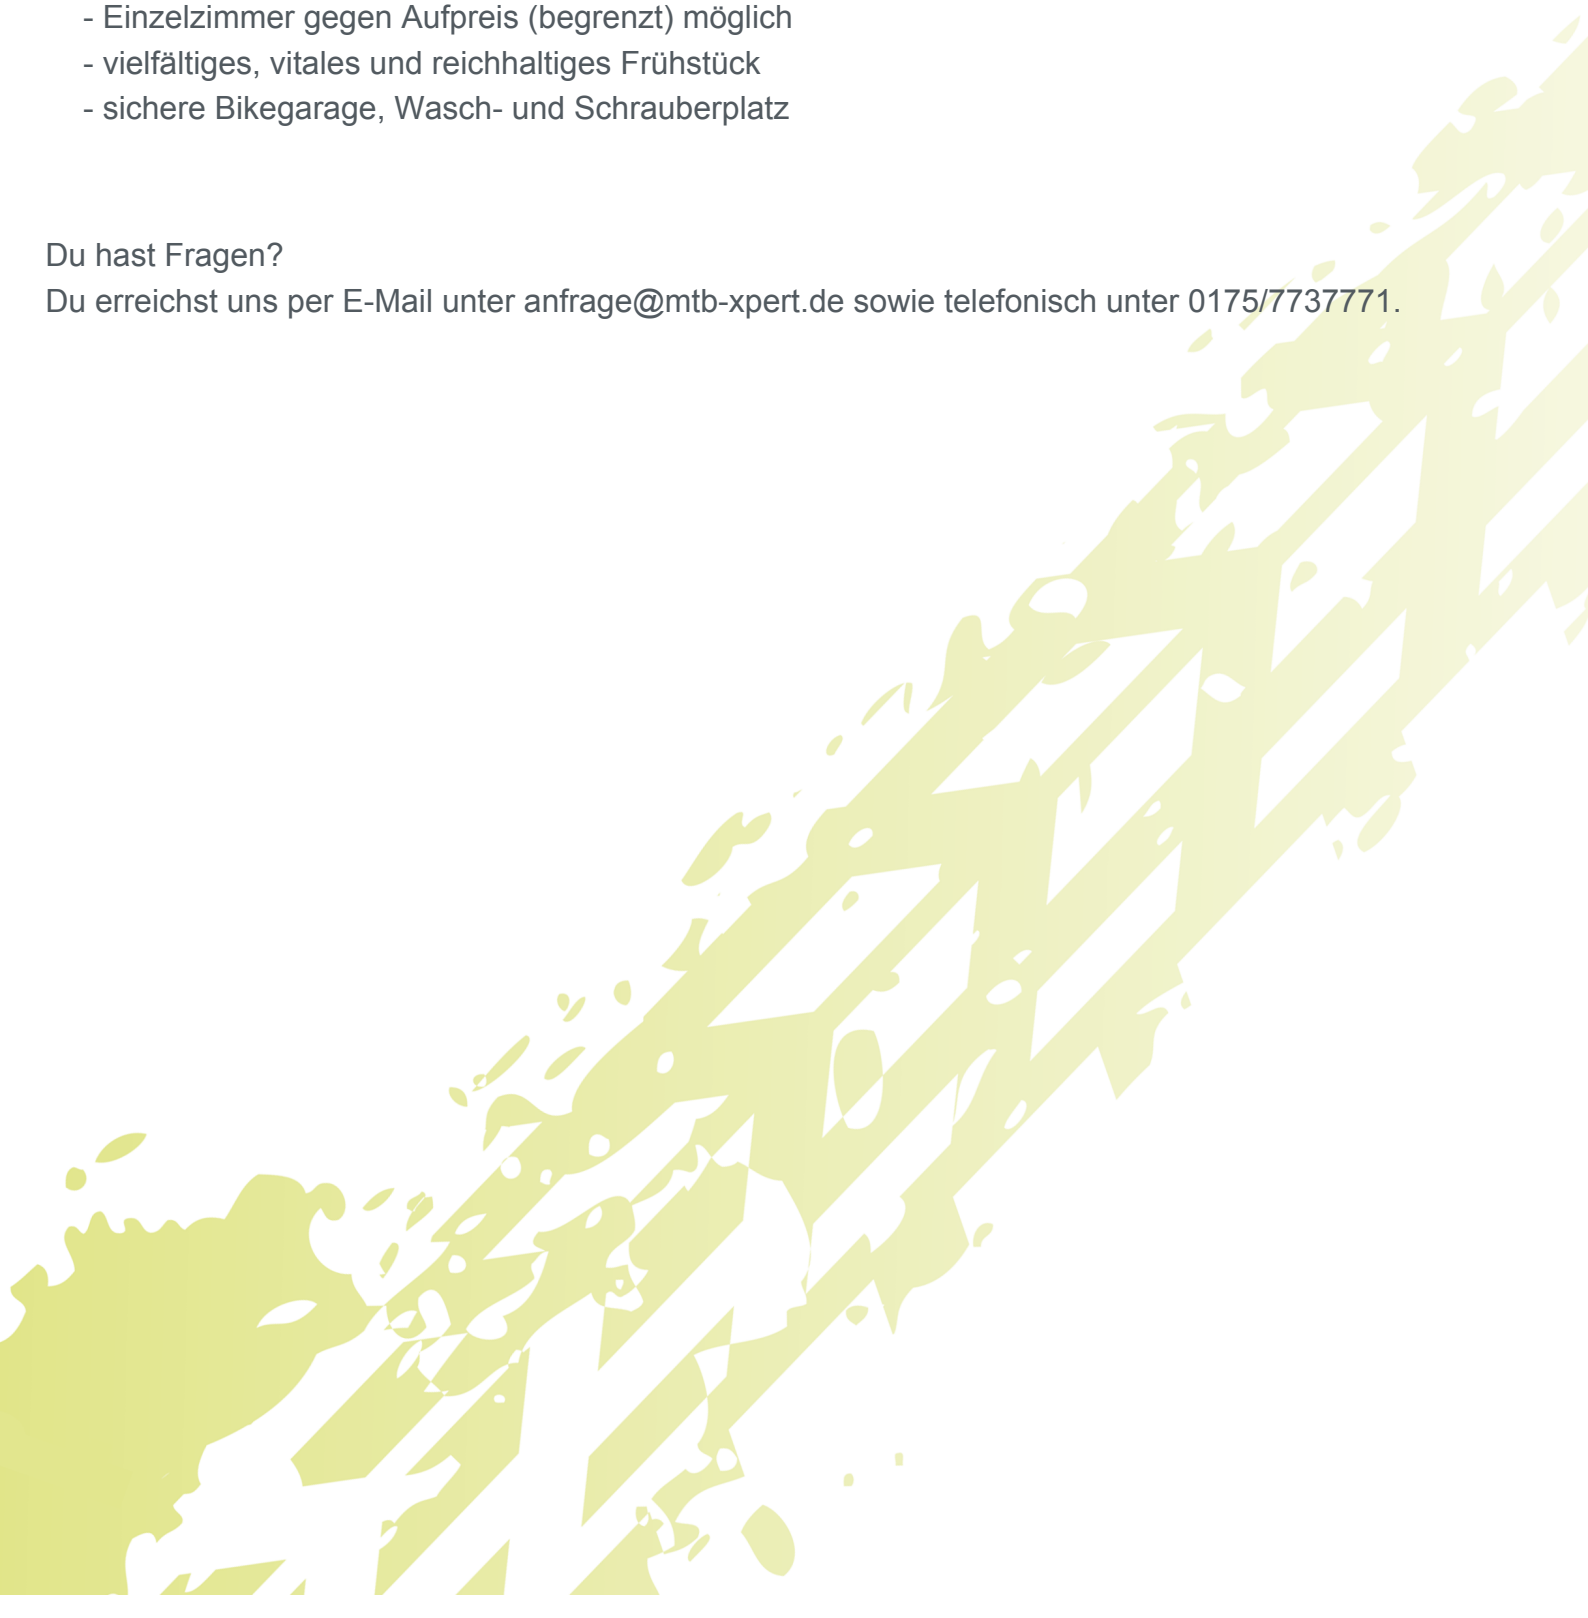 - Einzelzimmer gegen Aufpreis (begrenzt) möglich
- vielfältiges, vitales und reichhaltiges Frühstück
- sichere Bikegarage, Wasch- und Schrauberplatz
Du hast Fragen?
Du erreichst uns per E-Mail unter anfrage@mtb-xpert.de sowie telefonisch unter 0175/7737771.